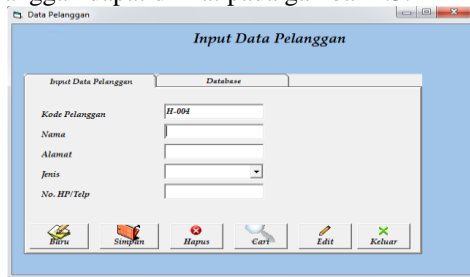 Data Pelanggan
Input Data Pelanggan
Input Data Pelanggan Database
Kode Pelanggan H-004
Nama
Alamat
Jenis
No. HP/Telp
Baru Simpan Hapus Cari Edit Keluar